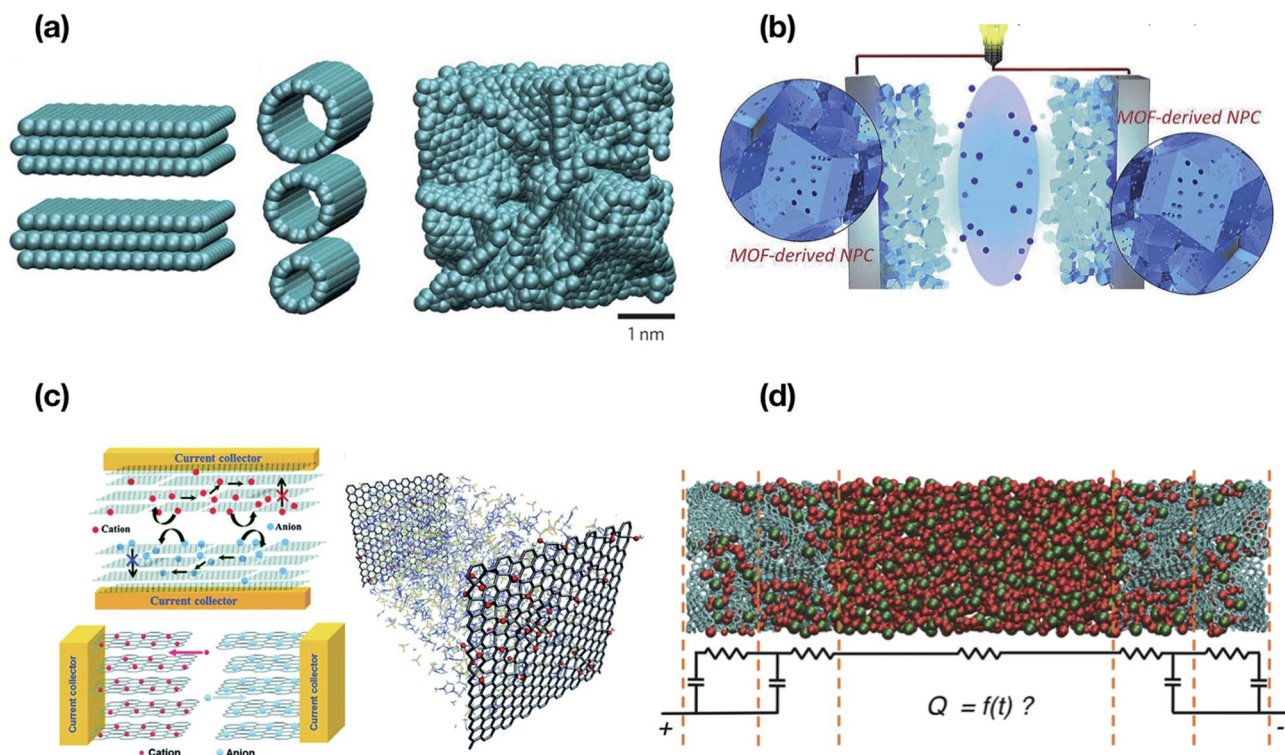 (a)
1 nm
(b)
MOF-derived NPC
MOF-derived NPC
(c)
Current collector
Cation
Anion
Current collector
Current collector
Current collector
Cation
Anion
(d)
Q = f(t) ?
+
-